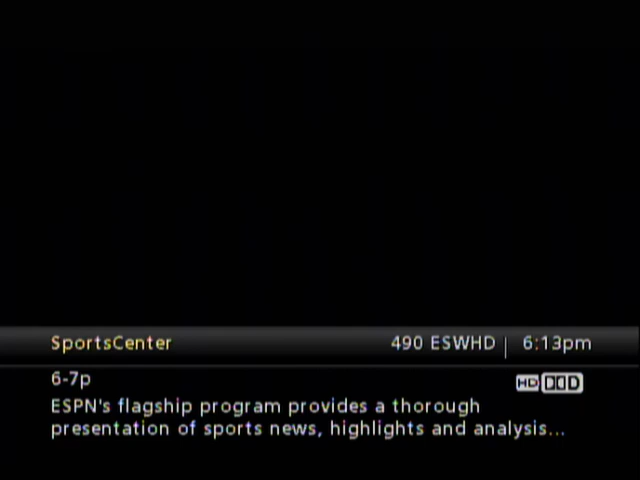 SportsCenter 490 ESWHD | 6:13pm
6-7p HD
ESPN's flagship program provides a thorough
presentation of sports news, highlights and analysis...